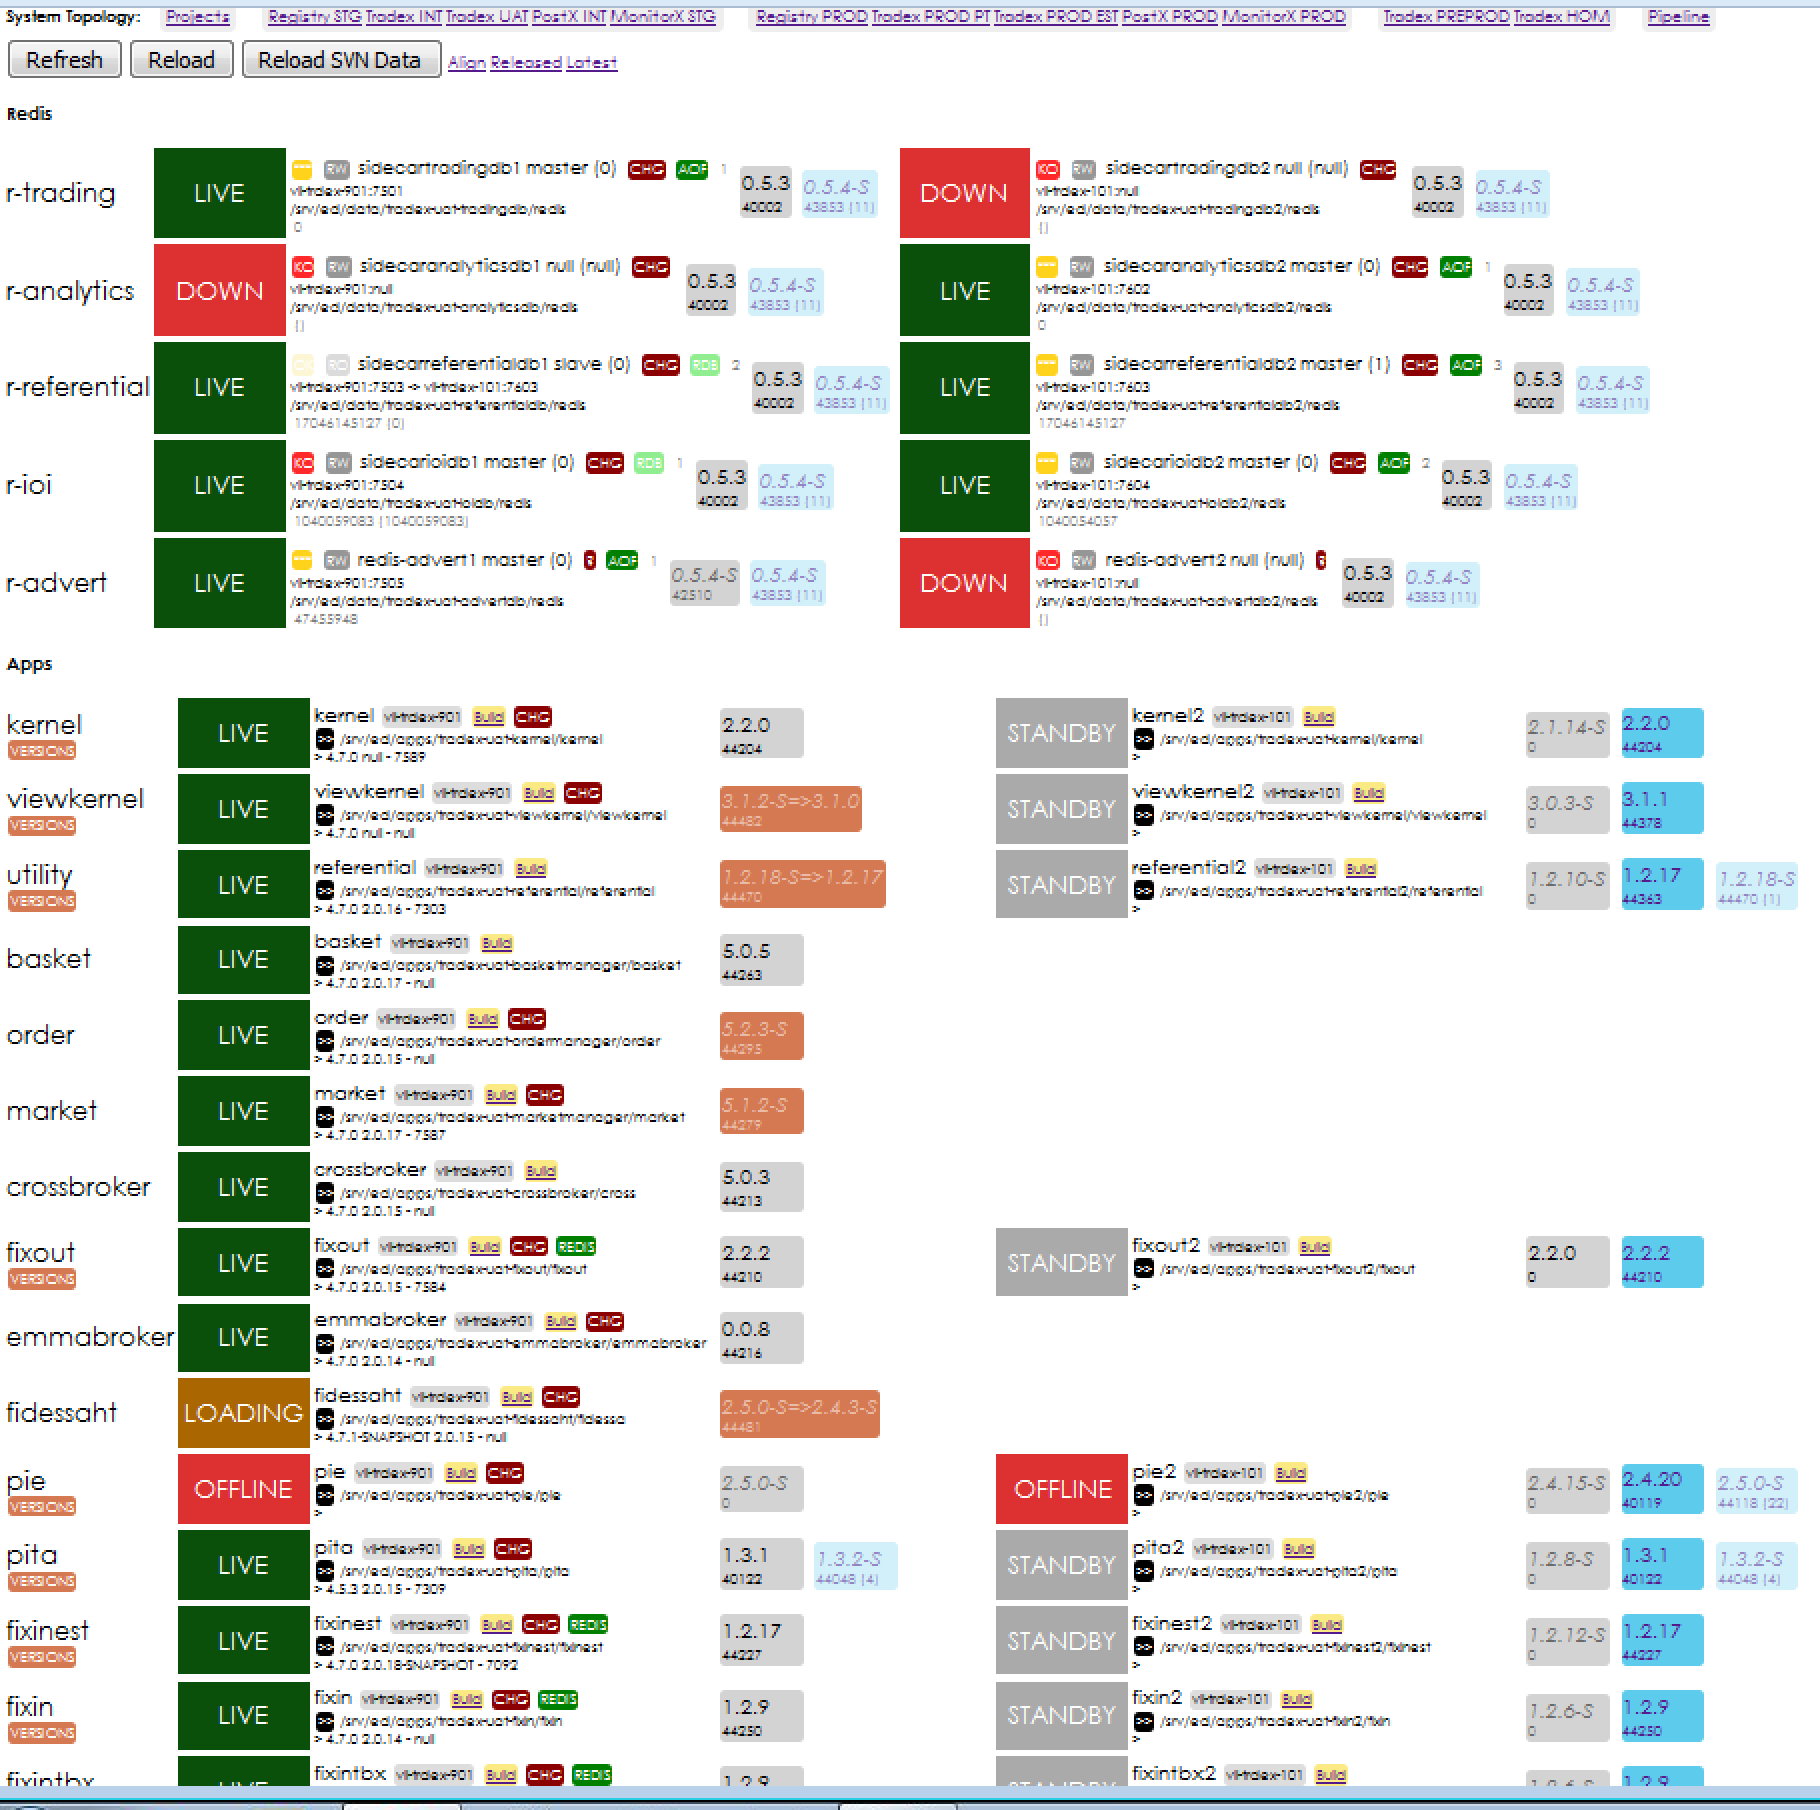 System Topology: Projects Registry STG Tradex INT Tradex UAT PostX INT MonitorX STG Registry PROD Tradex PROD PT Tradex PROD EST PostX PROD MonitorX PROD Tradex PREPROD Tradex HOM Pipeline
Refresh Reload Reload SVN Data Align Released Latest
Redis
r-trading LIVE RW sidecartradingdb1 master (0) CHG AOF 1 0.5.3 0.5.4-S DOWN KO RW sidecartradingdb2 null (null) CHG 0.5.3 0.5.4-S
vil-trdex-901:7501 40002 43853 [11] vil-trdex-101:null 40002 43853 [11]
/srv/ed/data/tradex-uat-tradingdb/redis /srv/ed/data/tradex-uat-tradingdb2/redis
0 {}
r-analytics DOWN KO RW sidecaranalyticsdb1 null (null) CHG 0.5.3 0.5.4-S LIVE RW sidecaranalyticsdb2 master (0) CHG AOF 1 0.5.3 0.5.4-S
vil-trdex-901:null 40002 43853 [11] vil-trdex-101:7602 40002 43853 [11]
/srv/ed/data/tradex-uat-analyticsdb/redis /srv/ed/data/tradex-uat-analyticsdb2/redis
{} 0
r-referential LIVE RO sidecarreferentialdb1 slave (0) CHG RDB 2 0.5.3 0.5.4-S LIVE RW sidecarreferentialdb2 master (1) CHG AOF 3 0.5.3 0.5.4-S
vil-trdex-901:7503 -> vil-trdex-101:7603 40002 43853 [11] vil-trdex-101:7603 40002 43853 [11]
/srv/ed/data/tradex-uat-referentialdb/redis /srv/ed/data/tradex-uat-referentialdb2/redis
17046145127 [0] 17046145127
r-ioi LIVE KO RW sidecarioidb1 master (0) CHG RDB 1 0.5.3 0.5.4-S LIVE RW sidecarioidb2 master (0) CHG AOF 2 0.5.3 0.5.4-S
vil-trdex-901:7504 40002 43853 [11] vil-trdex-101:7604 40002 43853 [11]
/srv/ed/data/tradex-uat-ioidb/redis /srv/ed/data/tradex-uat-ioidb2/redis
1040059083 [1040059083] 1040054057
r-advert LIVE RW redis-advert1 master (0) AOF 1 0.5.4-S 0.5.4-S DOWN KO RW redis-advert2 null (null) 0.5.3 0.5.4-S
vil-trdex-901:7505 42510 43853 [11] vil-trdex-101:null 40002 43853 [11]
/srv/ed/data/tradex-uat-advertdb/redis /srv/ed/data/tradex-uat-advertdb2/redis
47455948 {}
Apps
kernel LIVE kernel vil-trdex-901 Build CHG 2.2.0 STANDBY kernel2 vil-trdex-101 Build 2.1.14-S 2.2.0
VERSIONS >> /srv/ed/apps/tradex-uat-kernel/kernel 44204 >> /srv/ed/apps/tradex-uat-kernel/kernel 0 44204
> 4.7.0 null - 7589 >
viewkernel LIVE viewkernel vil-trdex-901 Build CHG 3.1.2-S=>3.1.0 STANDBY viewkernel2 vil-trdex-101 Build 3.0.3-S 3.1.1
VERSIONS >> /srv/ed/apps/tradex-uat-viewkernel/viewkernel 44482 >> /srv/ed/apps/tradex-uat-viewkernel/viewkernel 0 44378
> 4.7.0 null - null >
utility LIVE referential vil-trdex-901 Build 1.2.18-S=>1.2.17 STANDBY referential2 vil-trdex-101 Build 1.2.10-S 1.2.17 1.2.18-S
VERSIONS >> /srv/ed/apps/tradex-uat-referential/referential 44470 >> /srv/ed/apps/tradex-uat-referential2/referential 0 44363 44470 [1]
> 4.7.0 2.0.16 - 7303 >
basket LIVE basket vil-trdex-901 Build 5.0.5
>> /srv/ed/apps/tradex-uat-basketmanager/basket 44263
> 4.7.0 2.0.17 - null
order LIVE order vil-trdex-901 Build CHG 5.2.3-S
>> /srv/ed/apps/tradex-uat-ordermanager/order 44295
> 4.7.0 2.0.15 - null
market LIVE market vil-trdex-901 Build CHG 5.1.2-S
>> /srv/ed/apps/tradex-uat-marketmanager/market 44279
> 4.7.0 2.0.17 - 7587
crossbroker LIVE crossbroker vil-trdex-901 Build 5.0.3
>> /srv/ed/apps/tradex-uat-crossbroker/cross 44213
> 4.7.0 2.0.15 - null
fixout LIVE fixout vil-trdex-901 Build CHG REDIS 2.2.2 STANDBY fixout2 vil-trdex-101 Build 2.2.0 2.2.2
VERSIONS >> /srv/ed/apps/tradex-uat-fixout/fixout 44210 >> /srv/ed/apps/tradex-uat-fixout2/fixout 0 44210
> 4.7.0 2.0.15 - 7584 >
emmabroker LIVE emmabroker vil-trdex-901 Build CHG 0.0.8
>> /srv/ed/apps/tradex-uat-emmabroker/emmabroker 44216
> 4.7.0 2.0.14 - null
fidessaht LOADING fidessaht vil-trdex-901 Build CHG 2.5.0-S=>2.4.3-S
>> /srv/ed/apps/tradex-uat-fidessaht/fidessa 44481
> 4.7.1-SNAPSHOT 2.0.15 - null
pie OFFLINE pie vil-trdex-901 Build CHG 2.5.0-S OFFLINE pie2 vil-trdex-101 Build 2.4.15-S 2.4.20 2.5.0-S
VERSIONS >> /srv/ed/apps/tradex-uat-pie/pie 0 >> /srv/ed/apps/tradex-uat-pie2/pie 0 40119 44118 [22]
> >
pita LIVE pita vil-trdex-901 Build CHG 1.3.1 1.3.2-S STANDBY pita2 vil-trdex-101 Build 1.2.8-S 1.3.1 1.3.2-S
VERSIONS >> /srv/ed/apps/tradex-uat-pita/pita 40122 44048 [4] >> /srv/ed/apps/tradex-uat-pita2/pita 0 40122 44048 [4]
> 4.5.3 2.0.15 - 7309 >
fixinest LIVE fixinest vil-trdex-901 Build CHG REDIS 1.2.17 STANDBY fixinest2 vil-trdex-101 Build 1.2.12-S 1.2.17
VERSIONS >> /srv/ed/apps/tradex-uat-fixinest/fixinest 44227 >> /srv/ed/apps/tradex-uat-fixinest2/fixinest 0 44227
> 4.7.0 2.0.18-SNAPSHOT - 7092 >
fixin LIVE fixin vil-trdex-901 Build CHG REDIS 1.2.9 STANDBY fixin2 vil-trdex-101 Build 1.2.6-S 1.2.9
VERSIONS >> /srv/ed/apps/tradex-uat-fixin/fixin 44250 >> /srv/ed/apps/tradex-uat-fixin2/fixin 0 44250
> 4.7.0 2.0.14 - null >
fixintbx LIVE fixintbx vil-trdex-901 Build CHG REDIS 1.2.9 STANDBY fixintbx2 vil-trdex-101 Build 1.2.6-S 1.2.9